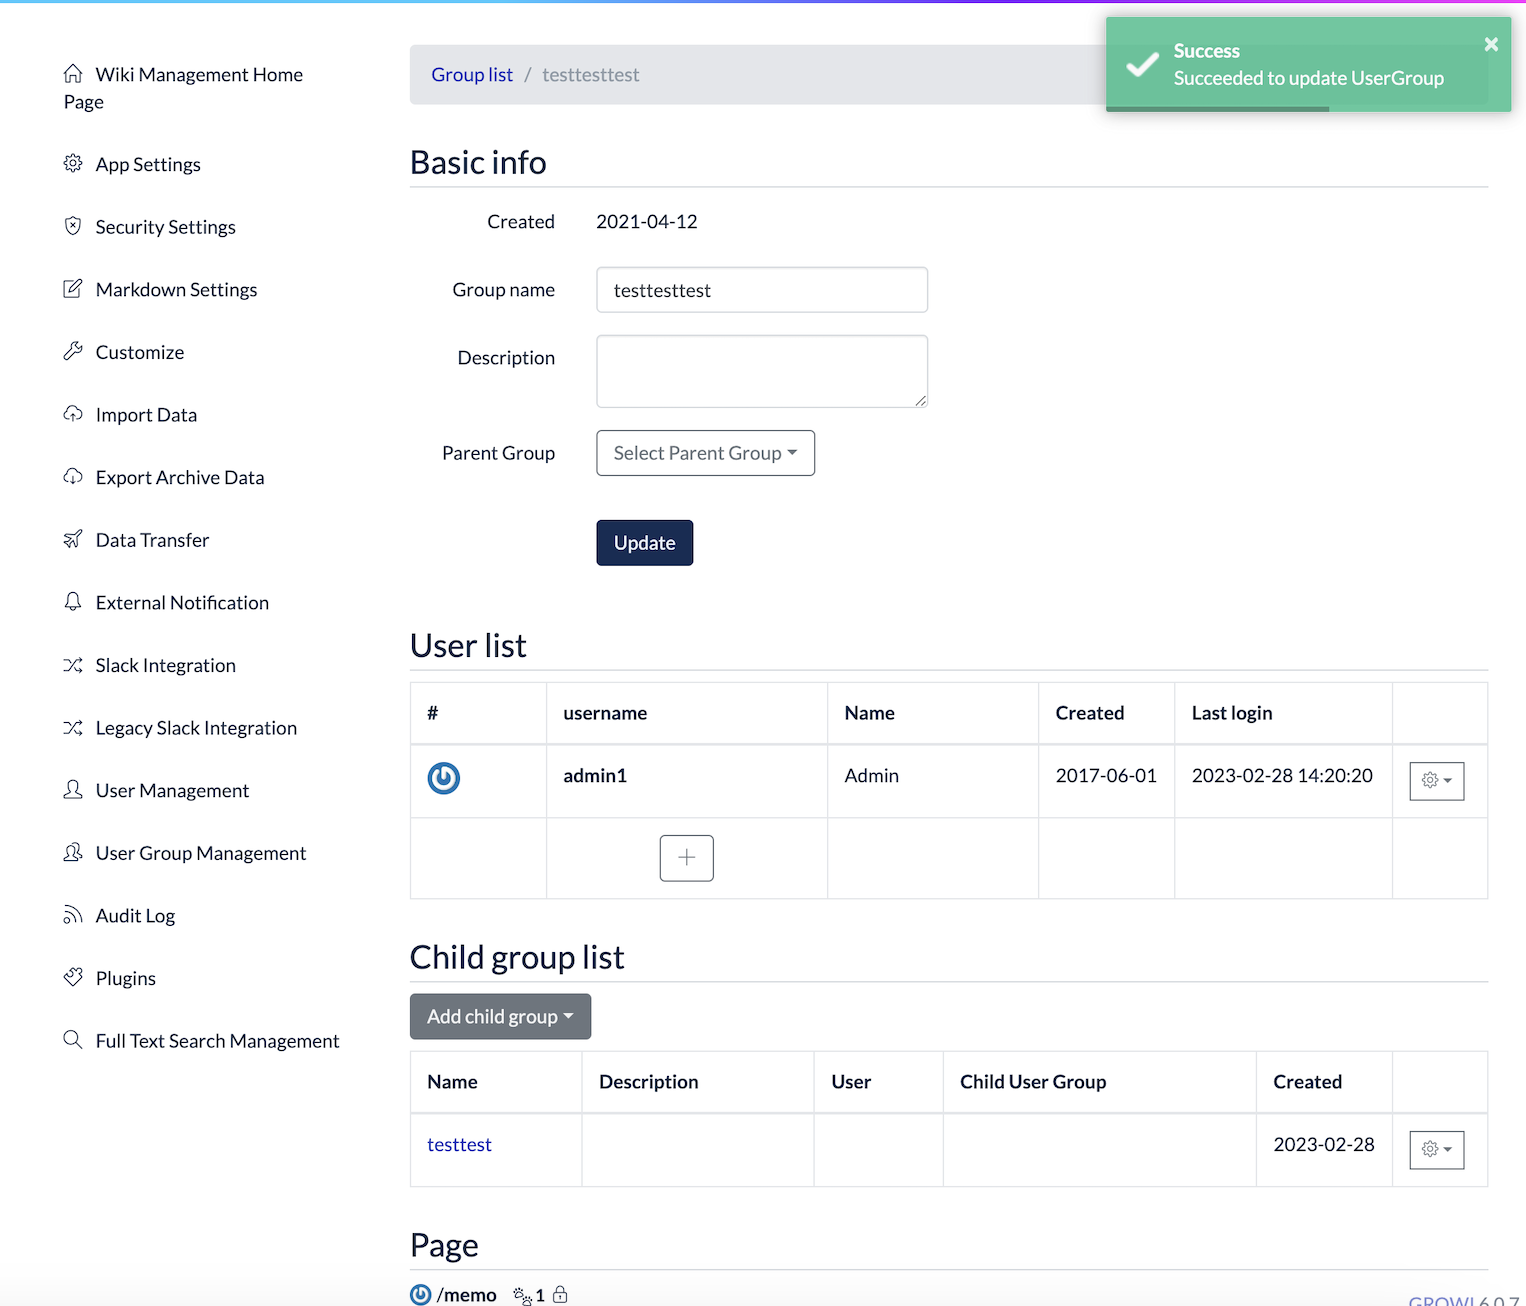 Wiki Management Home
Page
App Settings
Security Settings
Markdown Settings
Customize
Import Data
Export Archive Data
Data Transfer
External Notification
Slack Integration
Legacy Slack Integration
User Management
User Group Management
Audit Log
Plugins
Full Text Search Management
Group list / testtesttest
Success
Succeeded to update UserGroup
Basic info
Created 2021-04-12
Group name testtesttest
Description
Parent Group Select Parent Group
Update
User list
# username Name Created Last login
admin1 Admin 2017-06-01 2023-02-28 14:20:20
Child group list
Add child group
Name Description User Child User Group Created
testtest 2023-02-28
Page
/memo 1
GROWI 6.0.7